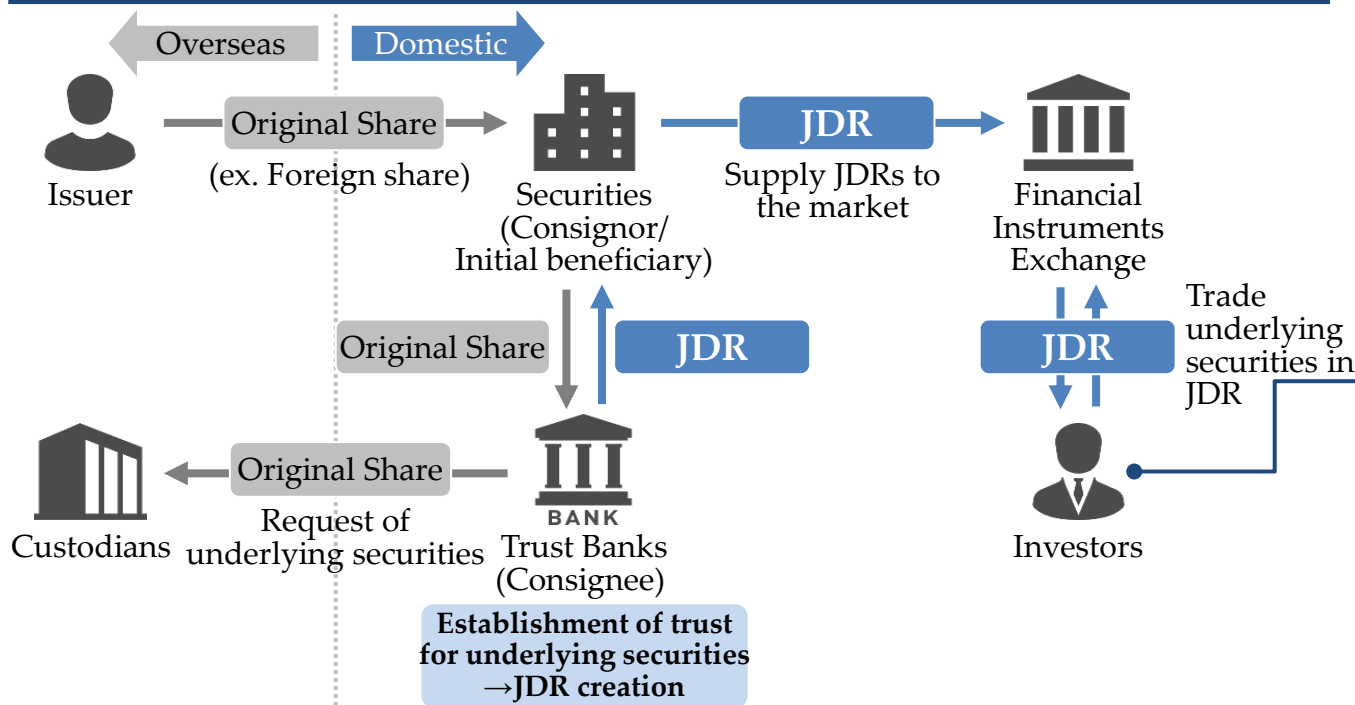 Overseas
Domestic
Original Share
(ex. Foreign share)
Issuer
Securities
(Consignor/
Initial beneficiary)
JDR
Supply JDRs to
the market
Financial
Instruments
Exchange
Original Share
JDR
JDR
Trade
underlying
securities in
JDR
Custodians
Original Share
Request of
underlying securities
BANK
Trust Banks
(Consignee)
Establishment of trust
for underlying securities
→JDR creation
Investors